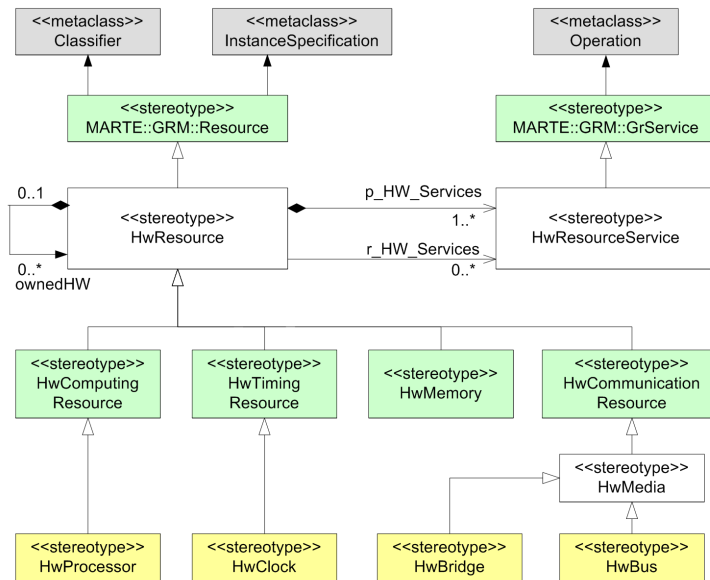 <<metaclass>>
Classifier
<<metaclass>>
InstanceSpecification
<<metaclass>>
Operation
<<stereotype>>
MARTE::GRM::Resource
<<stereotype>>
MARTE::GRM::GrService
0..1
<<stereotype>>
HwResource
0..*
ownedHW
p_HW_Services
1..*
r_HW_Services
0..*
<<stereotype>>
HwResourceService
<<stereotype>>
HwComputing
Resource
<<stereotype>>
HwTiming
Resource
<<stereotype>>
HwMemory
<<stereotype>>
HwCommunication
Resource
<<stereotype>>
HwMedia
<<stereotype>>
HwProcessor
<<stereotype>>
HwClock
<<stereotype>>
HwBridge
<<stereotype>>
HwBus